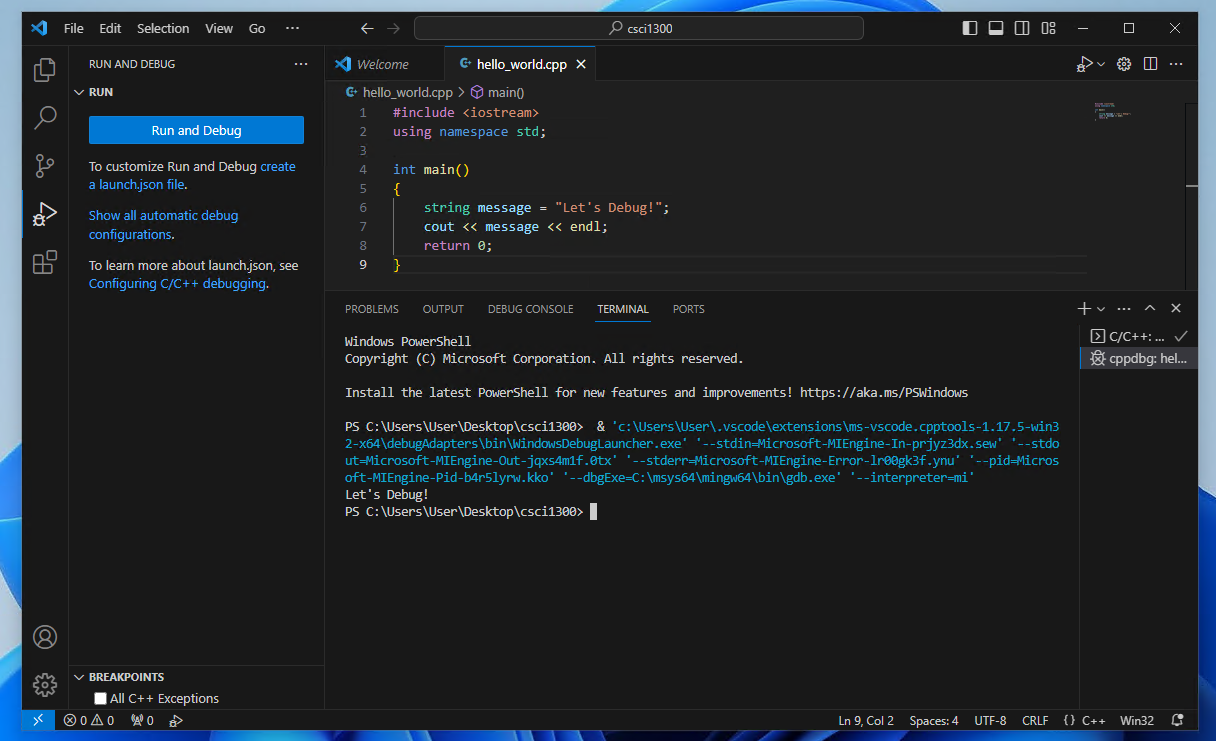 File Edit Selection View Go ··· csci1300
RUN AND DEBUG ···
RUN
Run and Debug
To customize Run and Debug create
a launch.json file.
Show all automatic debug
configurations.
To learn more about launch.json, see
Configuring C/C++ debugging.
Welcome hello_world.cpp
hello_world.cpp > main()
1 #include <iostream>
2 using namespace std;
3
4 int main()
5 {
6 string message = "Let's Debug!";
7 cout << message << endl;
8 return 0;
9 }
PROBLEMS OUTPUT DEBUG CONSOLE TERMINAL PORTS
C/C++: ...
cppdbg: hel...
Windows PowerShell
Copyright (C) Microsoft Corporation. All rights reserved.
Install the latest PowerShell for new features and improvements! https://aka.ms/PSWindows
PS C:\Users\User\Desktop\csci1300>  & 'c:\Users\User\.vscode\extensions\ms-vscode.cpptools-1.17.5-win3
2-x64\debugAdapters\bin\WindowsDebugLauncher.exe' '--stdin=Microsoft-MIEngine-In-prjyz3dx.sew' '--stdo
ut=Microsoft-MIEngine-Out-jqxs4m1f.0tx' '--stderr=Microsoft-MIEngine-Error-lr00gk3f.ynu' '--pid=Micros
oft-MIEngine-Pid-b4r5lyrw.kko' '--dbgExe=C:\msys64\mingw64\bin\gdb.exe' '--interpreter=mi'
Let's Debug!
PS C:\Users\User\Desktop\csci1300>
BREAKPOINTS
All C++ Exceptions
0 0 0 Ln 9, Col 2 Spaces: 4 UTF-8 CRLF {} C++ Win32